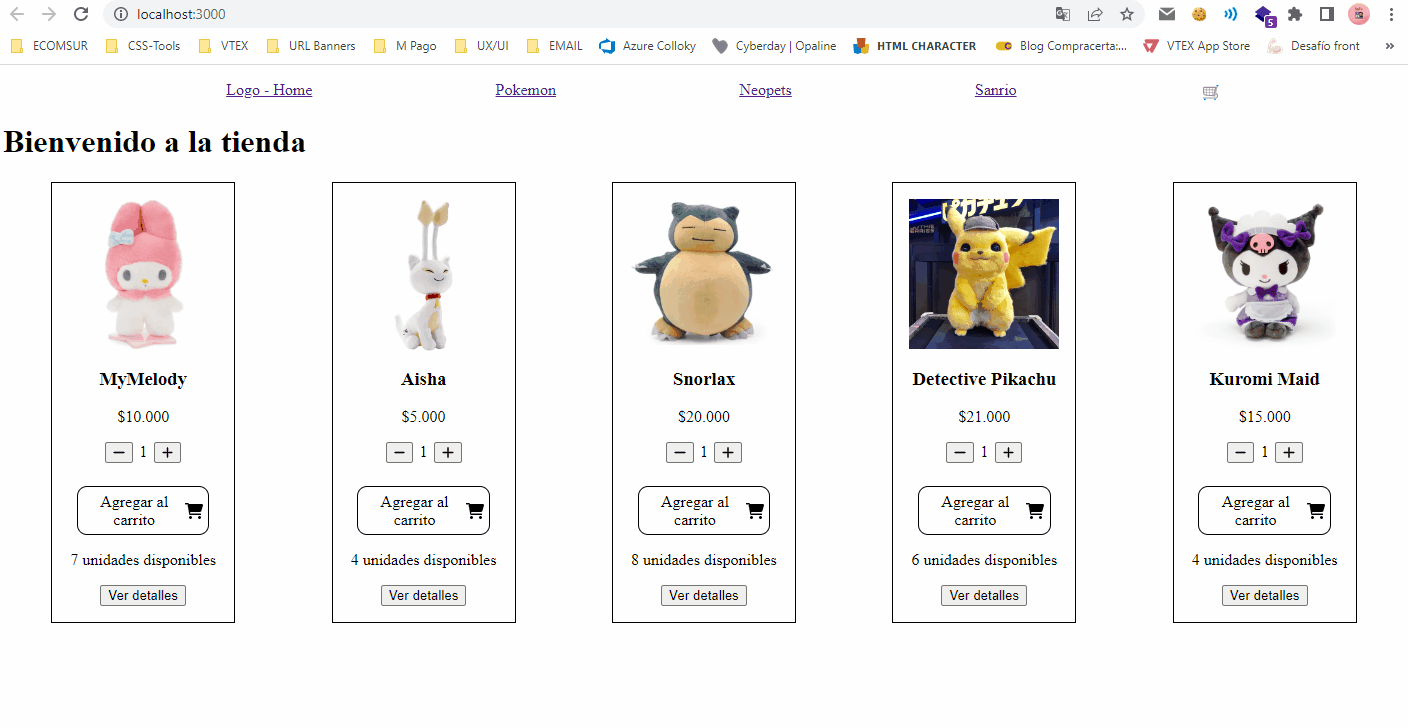 localhost:3000
5
ECOMSUR CSS-Tools VTEX URL Banners M Pago UX/UI EMAIL Azure Colloky Cyberday | Opaline HTML CHARACTER Blog Compracerta:... VTEX App Store Desafío front »
Logo - Home Pokemon Neopets Sanrio
Bienvenido a la tienda
MyMelody Aisha Snorlax Detective Pikachu Kuromi Maid
$10.000 $5.000 $20.000 $21.000 $15.000
− 1 + − 1 + − 1 + − 1 + − 1 +
Agregar al Agregar al Agregar al Agregar al Agregar al
carrito carrito carrito carrito carrito
7 unidades disponibles 4 unidades disponibles 8 unidades disponibles 6 unidades disponibles 4 unidades disponibles
Ver detalles Ver detalles Ver detalles Ver detalles Ver detalles